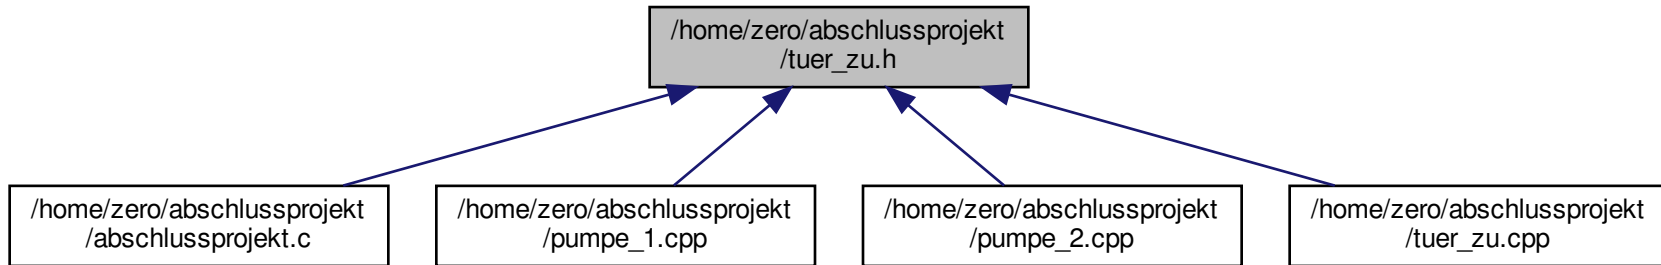 /home/zero/abschlussprojekt
/tuer_zu.h
/home/zero/abschlussprojekt
/abschlussprojekt.c
/home/zero/abschlussprojekt
/pumpe_1.cpp
/home/zero/abschlussprojekt
/pumpe_2.cpp
/home/zero/abschlussprojekt
/tuer_zu.cpp